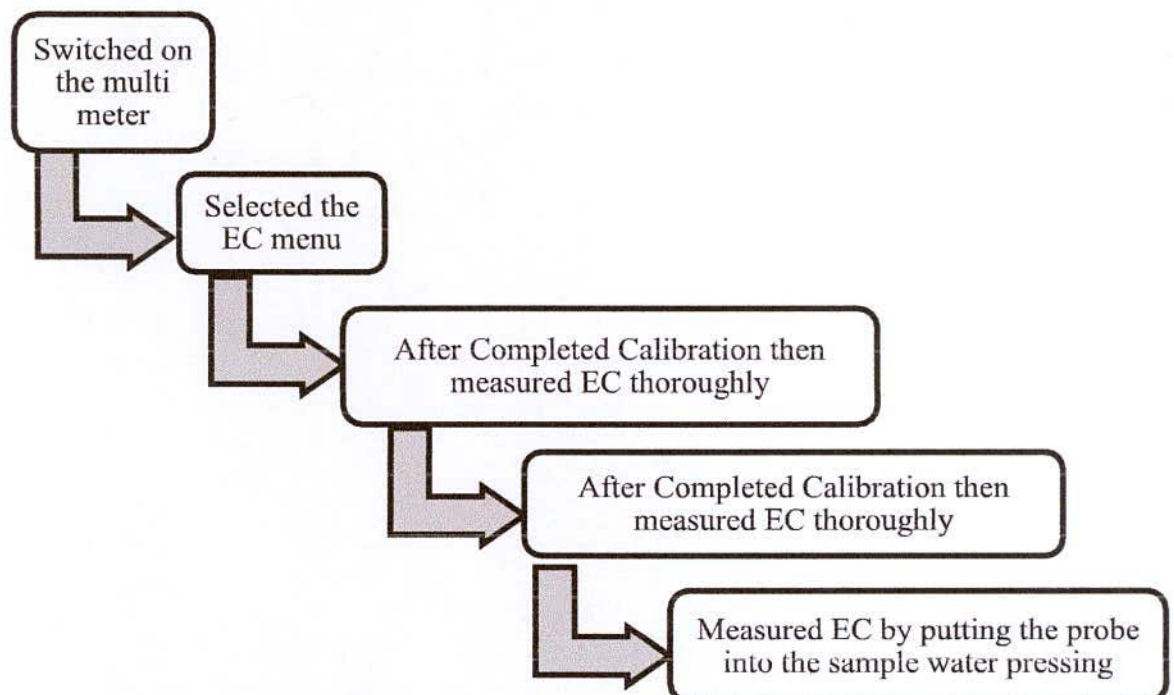 Switched on
the multi
meter
Selected the
EC menu
After Completed Calibration then
measured EC thoroughly
After Completed Calibration then
measured EC thoroughly
Measured EC by putting the probe
into the sample water pressing